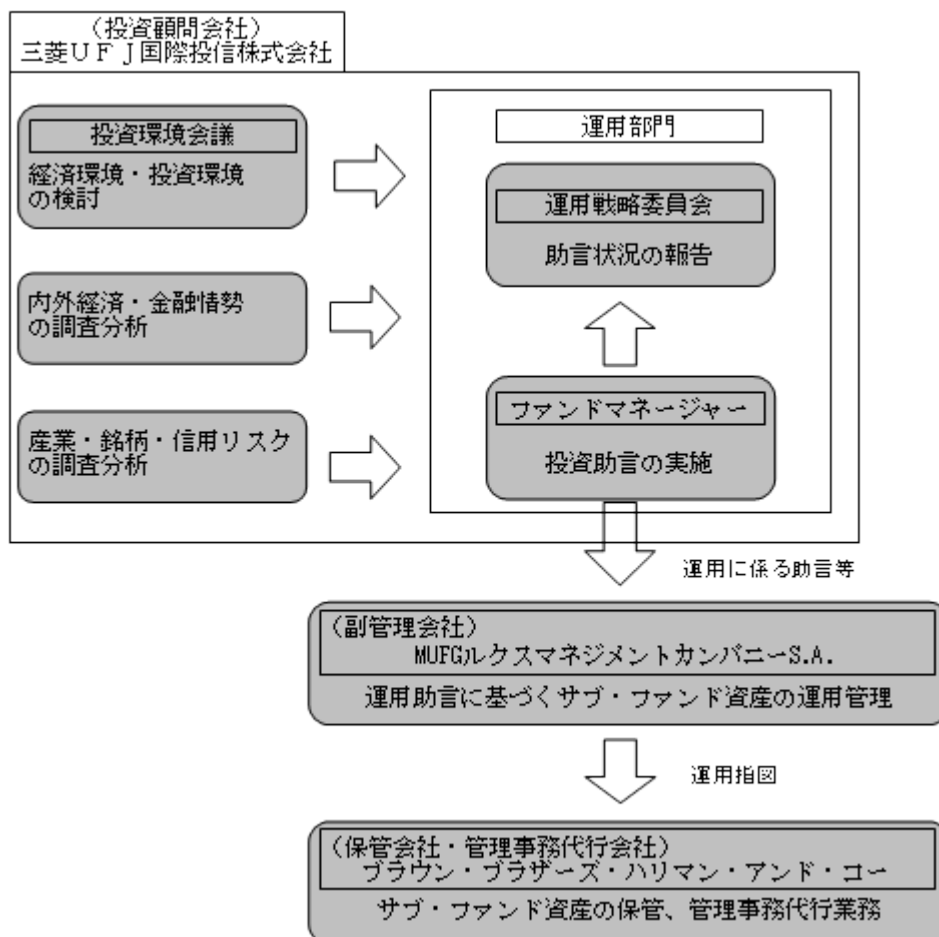 （投資顧問会社）
三菱ＵＦＪ国際投信株式会社
投資環境会議
経済環境・投資環境
の検討
内外経済・金融情勢
の調査分析
産業・銘柄・信用リスク
の調査分析
運用部門
運用戦略委員会
助言状況の報告
ファンドマネージャー
投資助言の実施
運用に係る助言等
（副管理会社）
MUFGルクスマネジメントカンパニーS.A.
運用助言に基づくサブ・ファンド資産の運用管理
運用指図
（保管会社・管理事務代行会社）
ブラウン・ブラザーズ・ハリマン・アンド・コー
サブ・ファンド資産の保管、管理事務代行業務